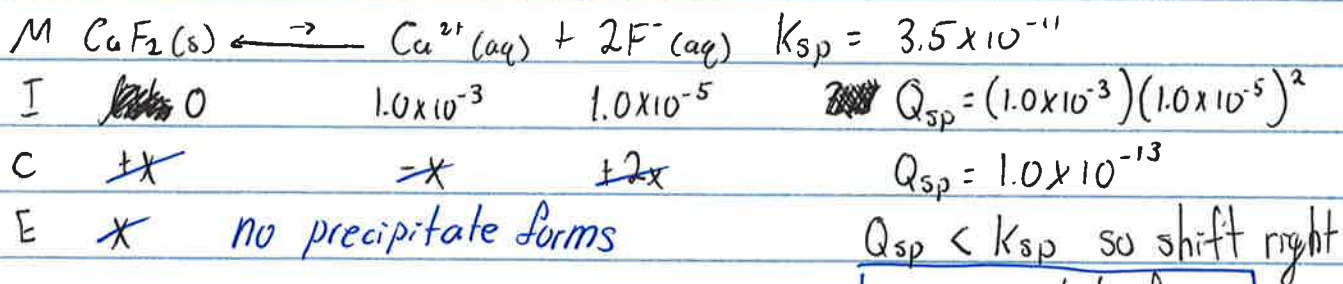 M CaF₂(s) ⇄ Ca²⁺(aq) + 2F⁻(aq) Ksp = 3.5x10⁻¹¹
I 0 1.0x10⁻³ 1.0x10⁻⁵ Qsp = (1.0x10⁻³)(1.0x10⁻⁵)²
C +x -x +2x Qsp = 1.0x10⁻¹³
E x no precipitate forms Qsp < Ksp so shift right